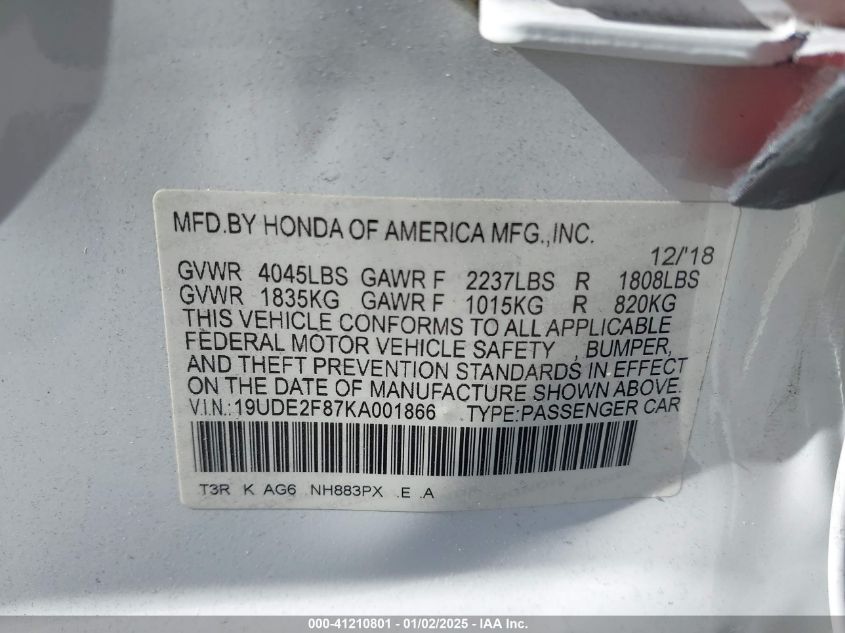 MFD.BY HONDA OF AMERICA MFG.,INC.
12/'18
GVWR 4045LBS GAWR F 2237LBS R 1808LBS
GVWR 1835KG GAWR F 1015KG R 820KG
THIS VEHICLE CONFORMS TO ALL APPLICABLE
FEDERAL MOTOR VEHICLE SAFETY , BUMPER,
AND THEFT PREVENTION STANDARDS IN EFFECT
ON THE DATE OF MANUFACTURE SHOWN ABOVE.
V.I.N.:19UDE2F87KA001866 TYPE:PASSENGER CAR
T3R K AG6 NH883PX .E .A
000-41210801 - 01/02/2025 - IAA Inc.